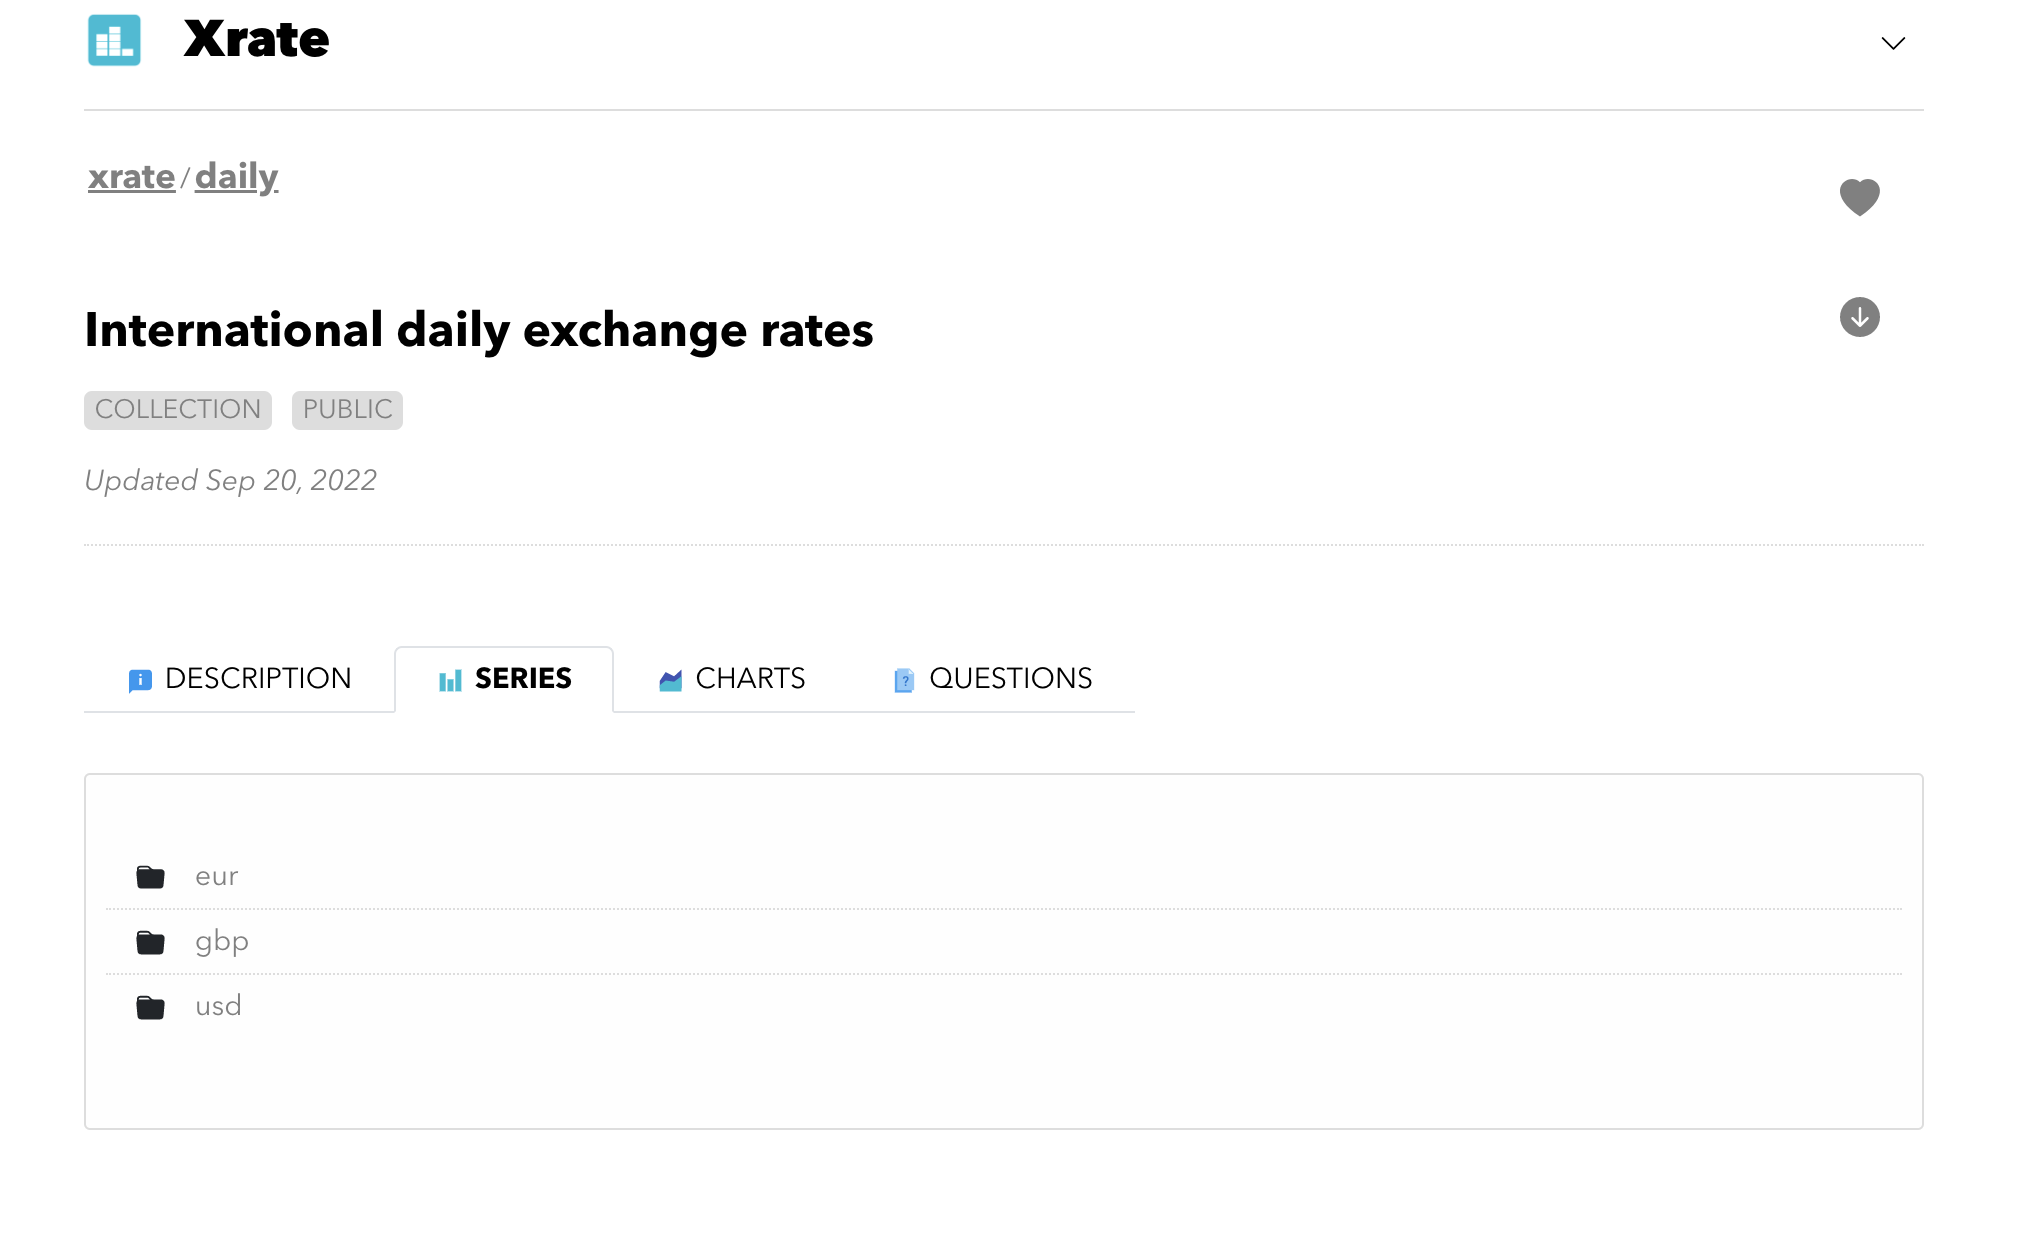 Xrate
xrate / daily
International daily exchange rates
COLLECTION PUBLIC
Updated Sep 20, 2022
DESCRIPTION SERIES CHARTS QUESTIONS
eur
gbp
usd